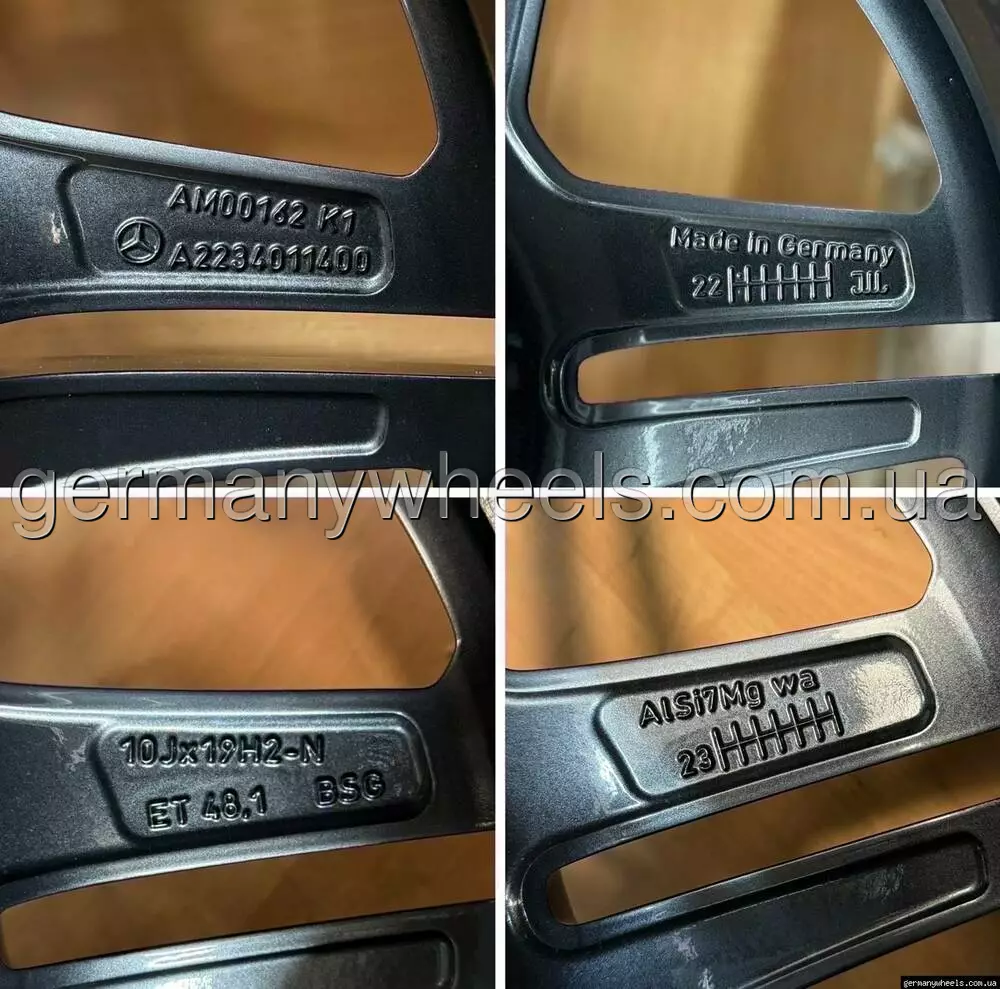 AM00162 K1
A2234011400
Made in Germany
22
germanywheels.com.ua
10Jx19H2-N
ET 48.1 BSG
AlSi7Mg wa
23
germanywheels.com.ua